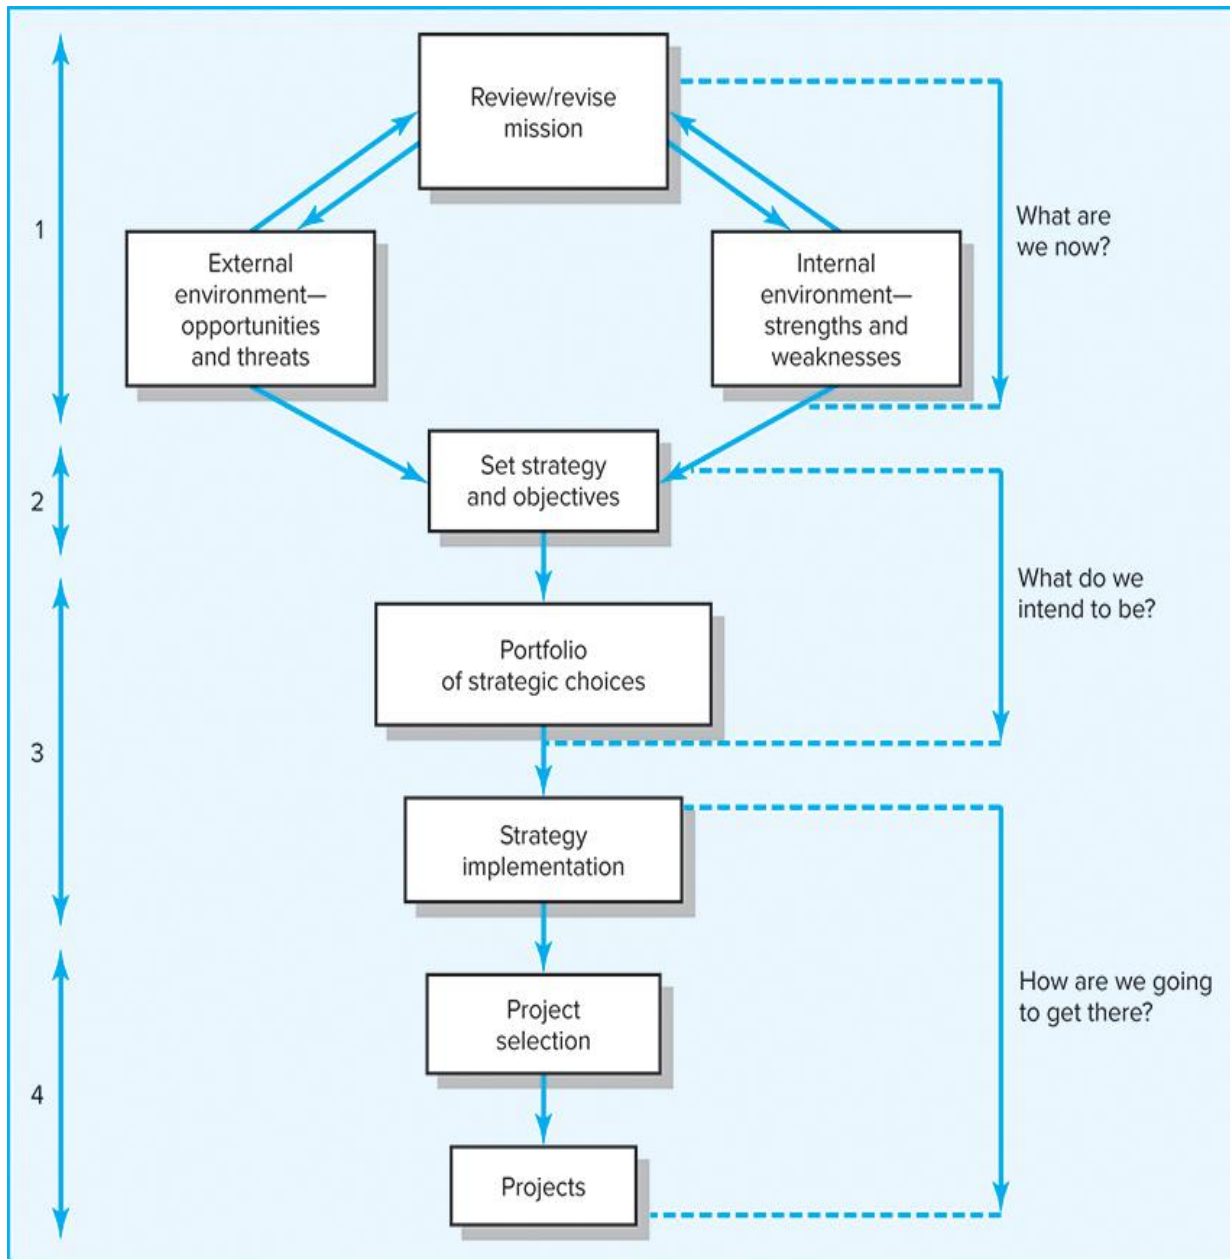 Review/revise
mission
1
What are
we now?
External
environment—
opportunities
and threats
Internal
environment—
strengths and
weaknesses
2
Set strategy
and objectives
What do we
intend to be?
Portfolio
of strategic choices
3
Strategy
implementation
How are we going
to get there?
Project
selection
4
Projects